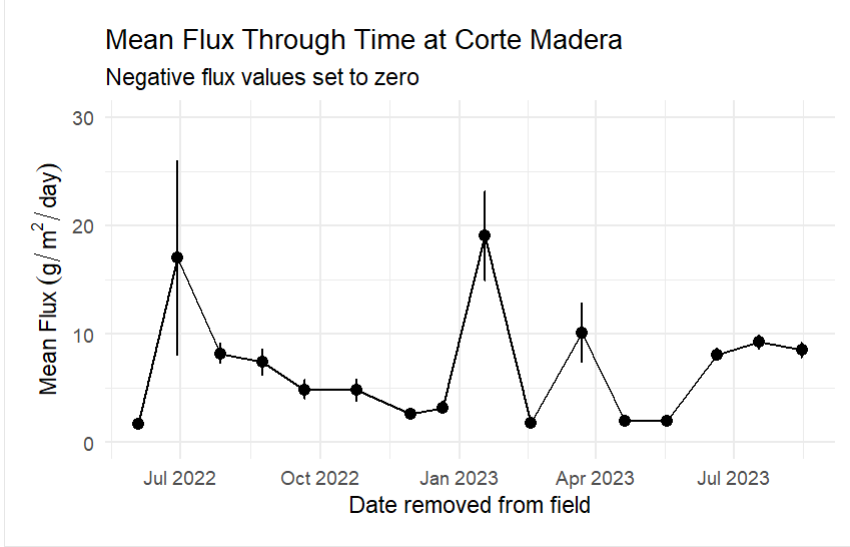 Mean Flux Through Time at Corte Madera
Negative flux values set to zero
30
20
10
0
Mean Flux (g/m²/day)
Jul 2022 Oct 2022 Jan 2023 Apr 2023 Jul 2023
Date removed from field